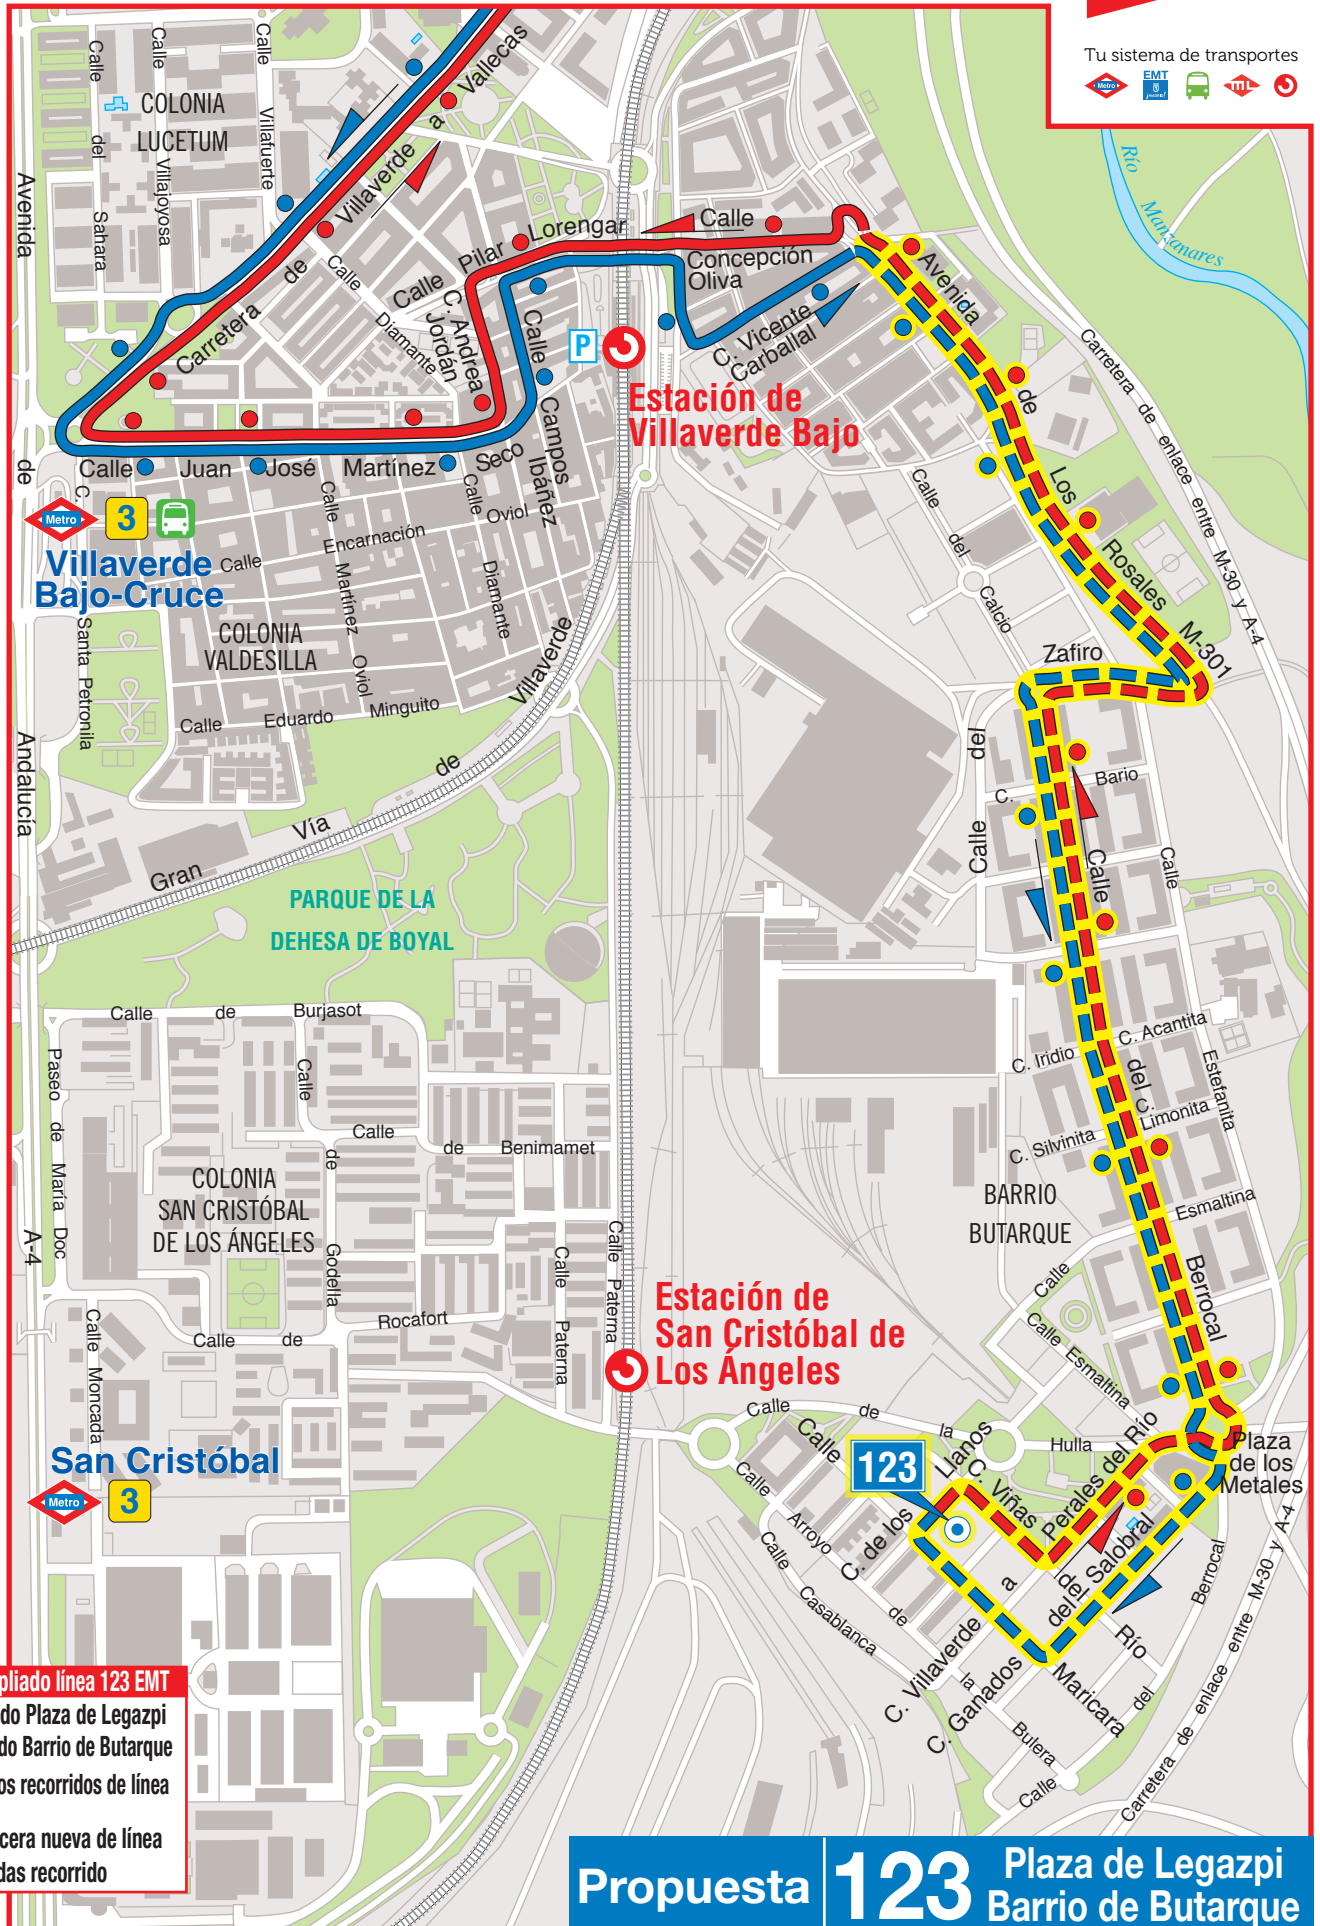 Tu sistema de transportes
Metro
EMT
¡MADRID!
ML
Río
Manzanares
Calle
del
Sahara
Calle
Villajoyosa
Calle
Villafuerte
COLONIA
LUCETUM
Avenida
de
Andalucía
A-4
Carretera
de
Villaverde
a
Vallecas
Calle
Diamante
Calle
Pilar
Lorengar
Calle
Concepción
Oliva
C. Andrea
Jordán
Calle
Campos
Ibáñez
C. Vicente
Carballal
P
Estación de
Villaverde Bajo
Avenida
de
Los
Rosales
M-301
Carretera de enlace entre M-30 y A-4
Calle
Juan
José
Martínez
Seco
Metro
3
Villaverde
Bajo-Cruce
C.
Santa Petronila
Calle
Encarnación
Oviol
Calle
Martínez
Oviol
Calle
Diamante
COLONIA
VALDESILLA
Calle
Eduardo
Minguito
Gran
Vía
de
Villaverde
Calle
del
Calcio
Zafiro
Calle
del
C.
Bario
Calle
Estefanita
Calle
del
Berrocal
PARQUE DE LA
DEHESA DE BOYAL
Calle
de
Burjasot
Paseo de María Doc
Calle
de
Godella
Calle
de
Benimamet
COLONIA
SAN CRISTÓBAL
DE LOS ÁNGELES
C. Iridio
C. Acantita
C. Silvinita
C.
Limonita
BARRIO
BUTARQUE
Calle
Esmaltina
Calle Esmaltina
Calle Paterna
Calle
Paterna
Calle
de
Rocafort
Calle Moncada
Estación de
San Cristóbal de
Los Ángeles
San Cristóbal
Metro
3
Calle
de
la
Hulla
Plaza
de los
Metales
123
Calle
C. de los
Llanos
C. Viñas
del
Río
Perales del Río
a
C. Villaverde
del Salobral
C. Ganados
Maricara
Calle
Arroyo
de
la
Bulera
Calle
Casablanca
Calle
del
Berrocal
Carretera de enlace entre M-30 y A-4
pliado línea 123 EMT
do Plaza de Legazpi
do Barrio de Butarque
os recorridos de línea
cera nueva de línea
das recorrido
Propuesta
123
Plaza de Legazpi
Barrio de Butarque